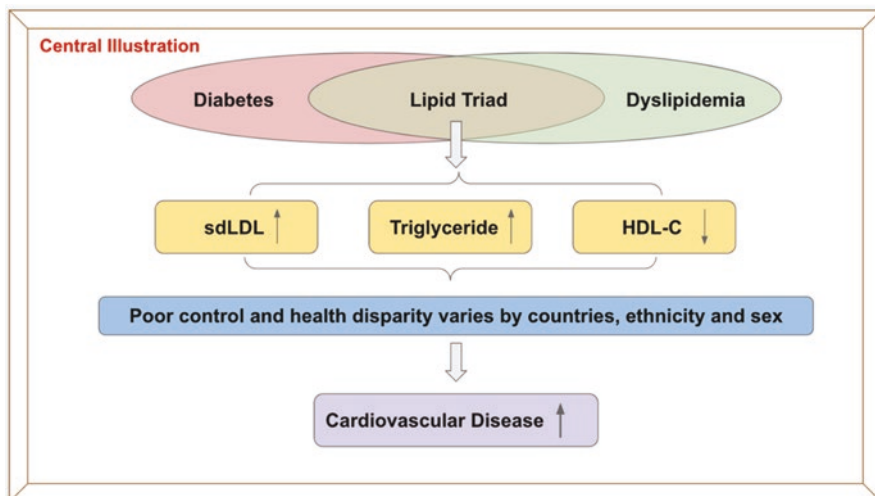 Central Illustration
Diabetes
Lipid Triad
Dyslipidemia
sdLDL
Triglyceride
HDL-C
Poor control and health disparity varies by countries, ethnicity and sex
Cardiovascular Disease